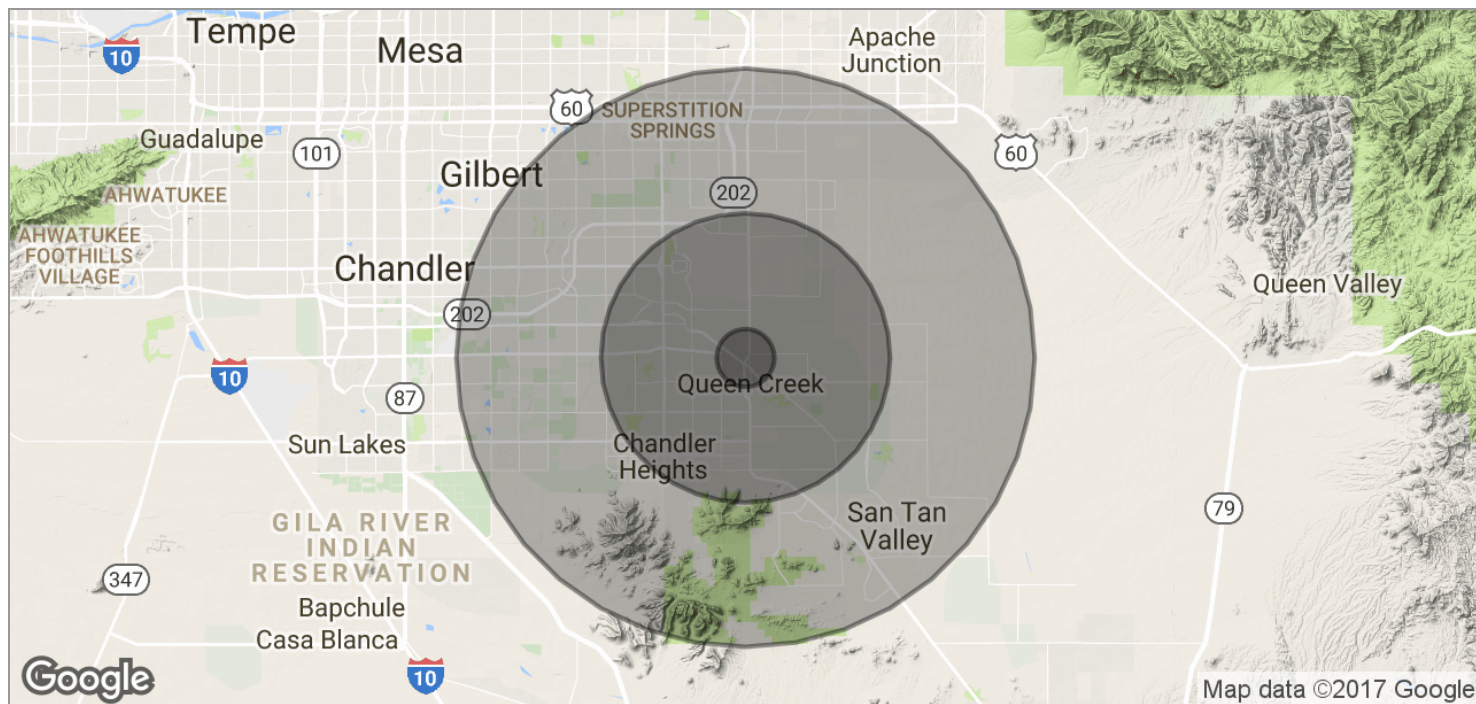 Tempe
Mesa
Apache
Junction
10
60
SUPERSTITION
SPRINGS
Guadalupe
101
60
Gilbert
AHWATUKEE
202
AHWATUKEE
FOOTHILLS
VILLAGE
Chandler
Queen Valley
202
10
Queen Creek
87
Sun Lakes
Chandler
Heights
79
San Tan
Valley
GILA RIVER
INDIAN
RESERVATION
347
Bapchule
Casa Blanca
10
Google
Map data ©2017 Google